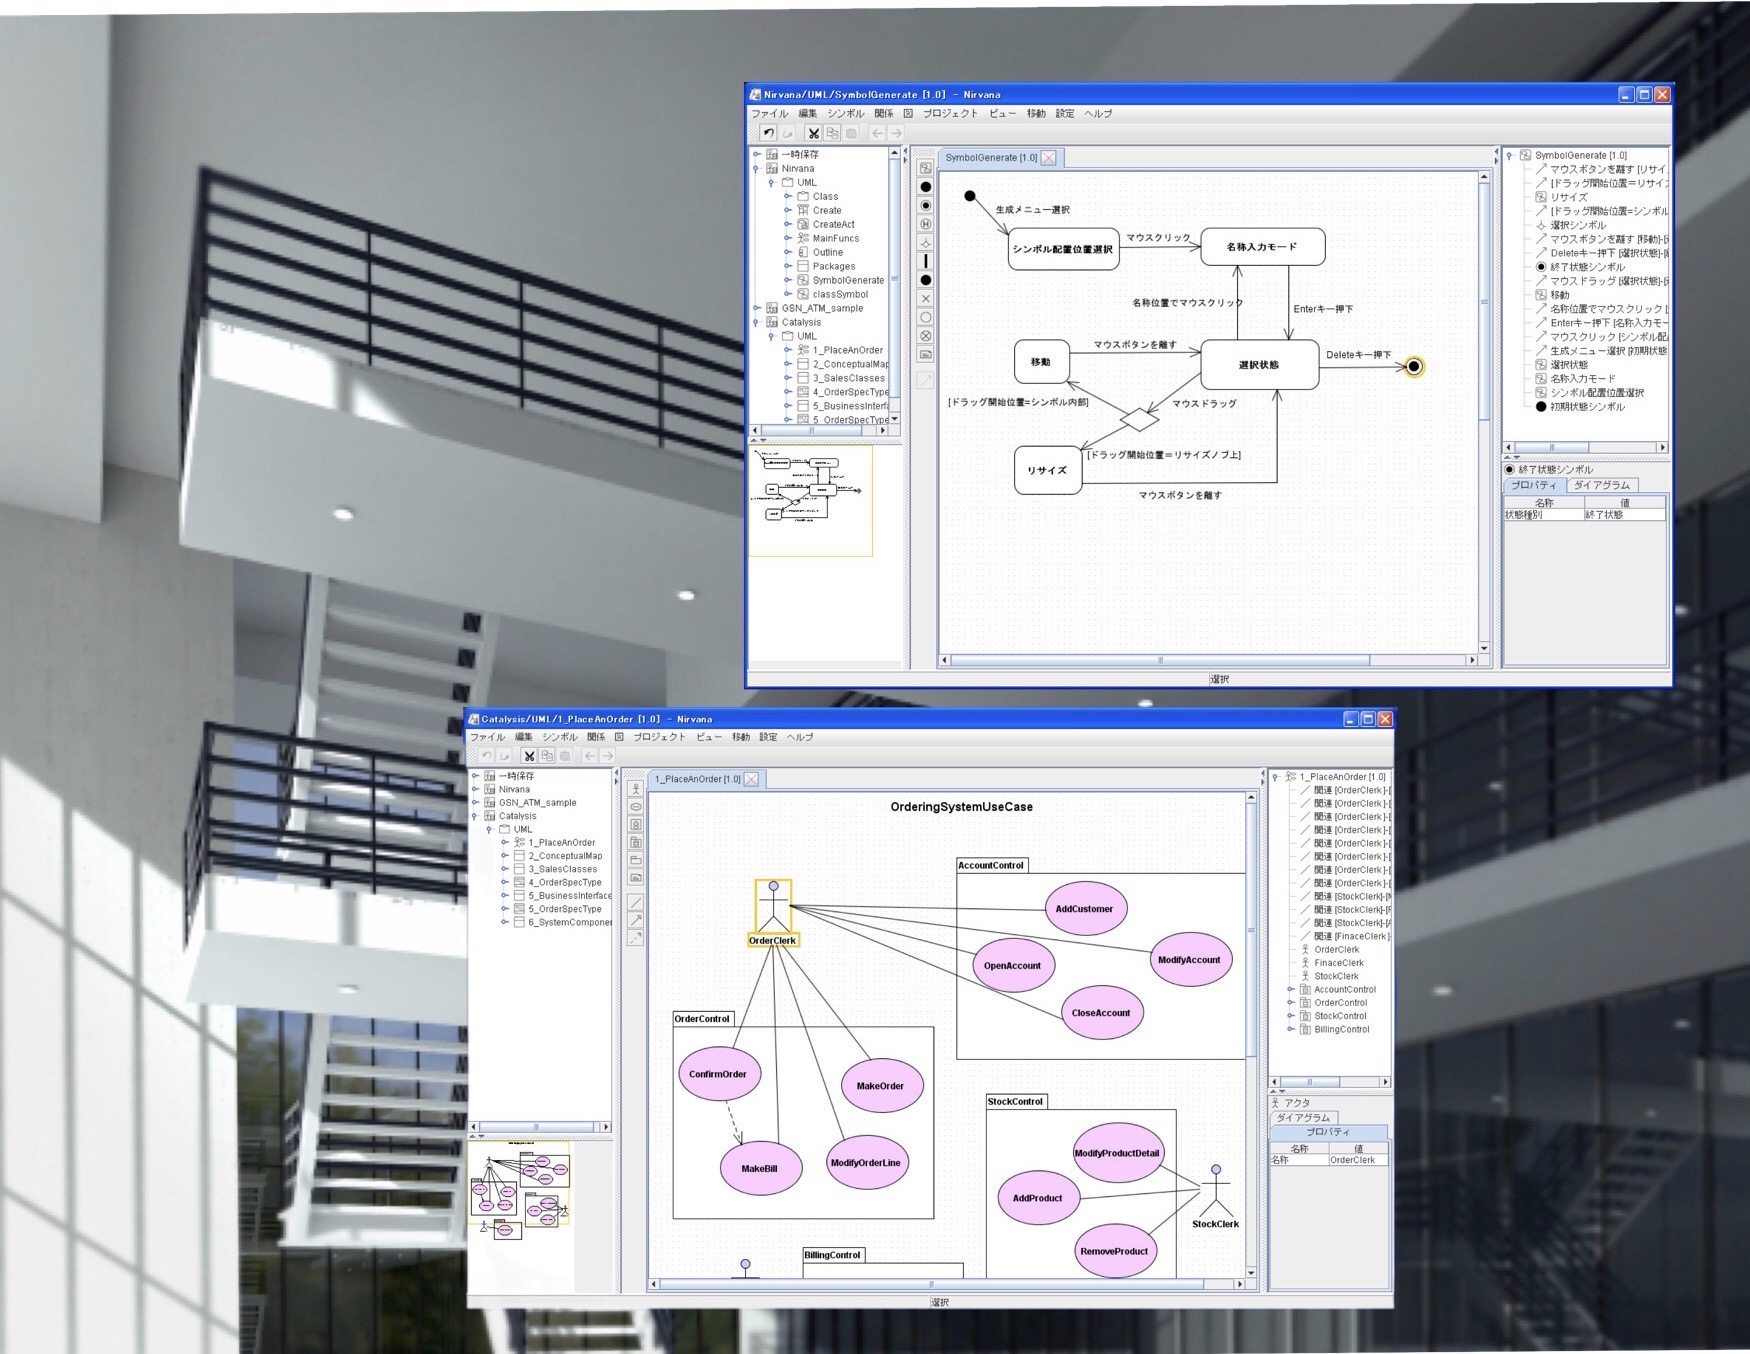 Nirvana/UML/SymbolGenerate [1.0] - Nirvana
ファイル 編集 シンボル 関係 図 プロジェクト ビュー 移動 設定 ヘルプ
一時保存
Nirvana
UML
Class
Create
CreateAct
MainFuncs
Outline
Packages
SymbolGenerate
classSymbol
GSN_ATM_sample
Catalysis
UML
1_PlaceAnOrder
2_ConceptualMap
3_SalesClasses
4_OrderSpecType
5_BusinessInterfa
5_OrderSpecType
SymbolGenerate [1.0]
生成メニュー選択
シンボル配置位置選択
マウスクリック
名称入力モード
名称位置でマウスクリック
Enterキー押下
移動
マウスボタンを離す
選択状態
Deleteキー押下
[ドラッグ開始位置=シンボル内部]
マウスドラッグ
リサイズ
[ドラッグ開始位置=リサイズノブ上]
マウスボタンを離す
SymbolGenerate [1.0]
マウスボタンを離す [リサイ
[ドラッグ開始位置=リサイズ
リサイズ
[ドラッグ開始位置=シンボル
選択シンボル
マウスボタンを離す [移動]-[
Deleteキー押下 [選択状態]-[
終了状態シンボル
マウスドラッグ [選択状態]-[
移動
名称位置でマウスクリック [
Enterキー押下 [名称入力モー
マウスクリック [シンボル配
生成メニュー選択 [初期状態
選択状態
名称入力モード
シンボル配置位置選択
初期状態シンボル
終了状態シンボル
プロパティ ダイアグラム
名称 値
状態種別 終了状態
選択
Catalysis/UML/1_PlaceAnOrder [1.0] - Nirvana
ファイル 編集 シンボル 関係 図 プロジェクト ビュー 移動 設定 ヘルプ
一時保存
Nirvana
GSN_ATM_sample
Catalysis
UML
1_PlaceAnOrder
2_ConceptualMap
3_SalesClasses
4_OrderSpecType
5_BusinessInterface
5_OrderSpecType
6_SystemComponer
1_PlaceAnOrder [1.0]
OrderingSystemUseCase
AccountControl
AddCustomer
OrderClerk
OpenAccount
ModifyAccount
CloseAccount
OrderControl
ConfirmOrder
MakeOrder
MakeBill
ModifyOrderLine
StockControl
ModifyProductDetail
AddProduct
StockClerk
RemoveProduct
BillingControl
1_PlaceAnOrder [1.0]
関連 [OrderClerk]-[
関連 [OrderClerk]-[
関連 [OrderClerk]-[
関連 [OrderClerk]-[
関連 [OrderClerk]-[
関連 [OrderClerk]-[
関連 [OrderClerk]-[
関連 [OrderClerk]-[
関連 [StockClerk]-[
関連 [StockClerk]-[
関連 [StockClerk]-[
関連 [FinaceClerk]
OrderClerk
FinaceClerk
StockClerk
AccountControl
OrderControl
StockControl
BillingControl
アクタ
ダイアグラム
プロパティ
名称 値
名称 OrderClerk
選択